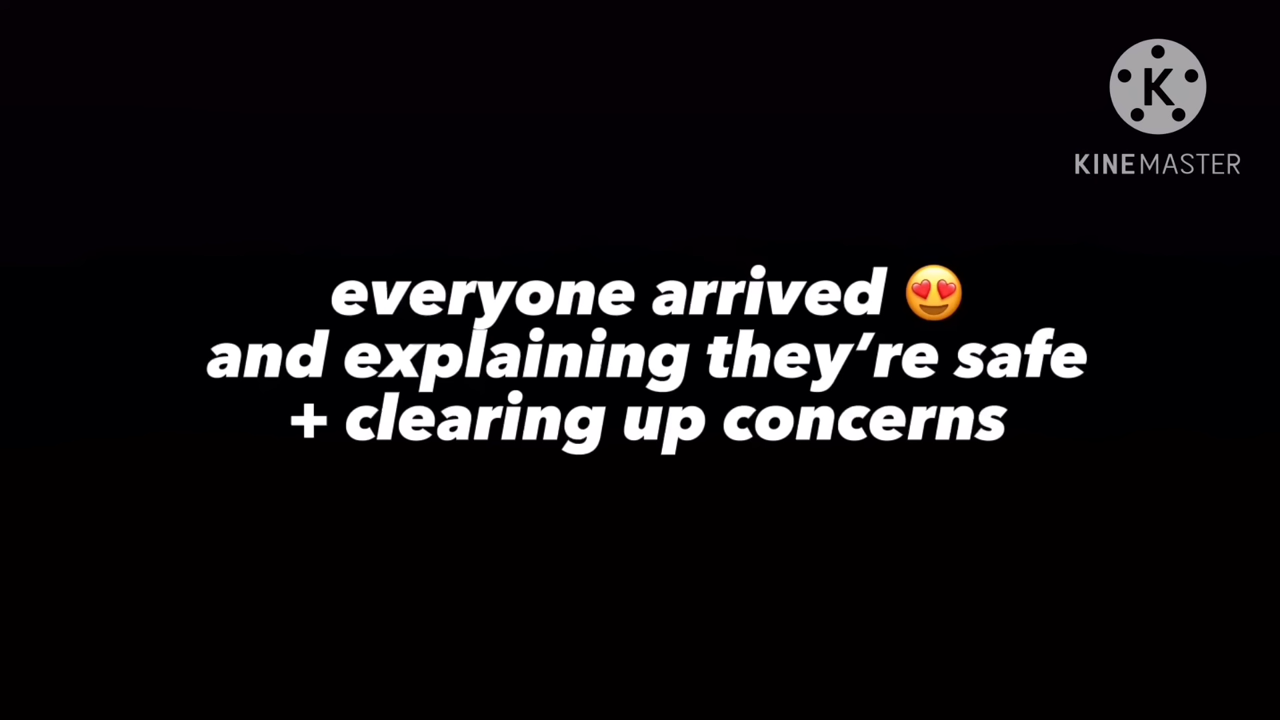 K
KINEMASTER
everyone arrived 😍
and explaining they’re safe
+ clearing up concerns